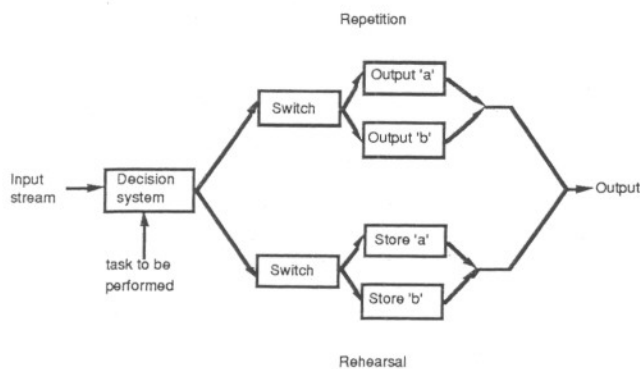 Repetition
Output 'a'
Switch
Output 'b'
Input
stream
Decision
system
Output
task to be
performed
Store 'a'
Switch
Store 'b'
Rehearsal